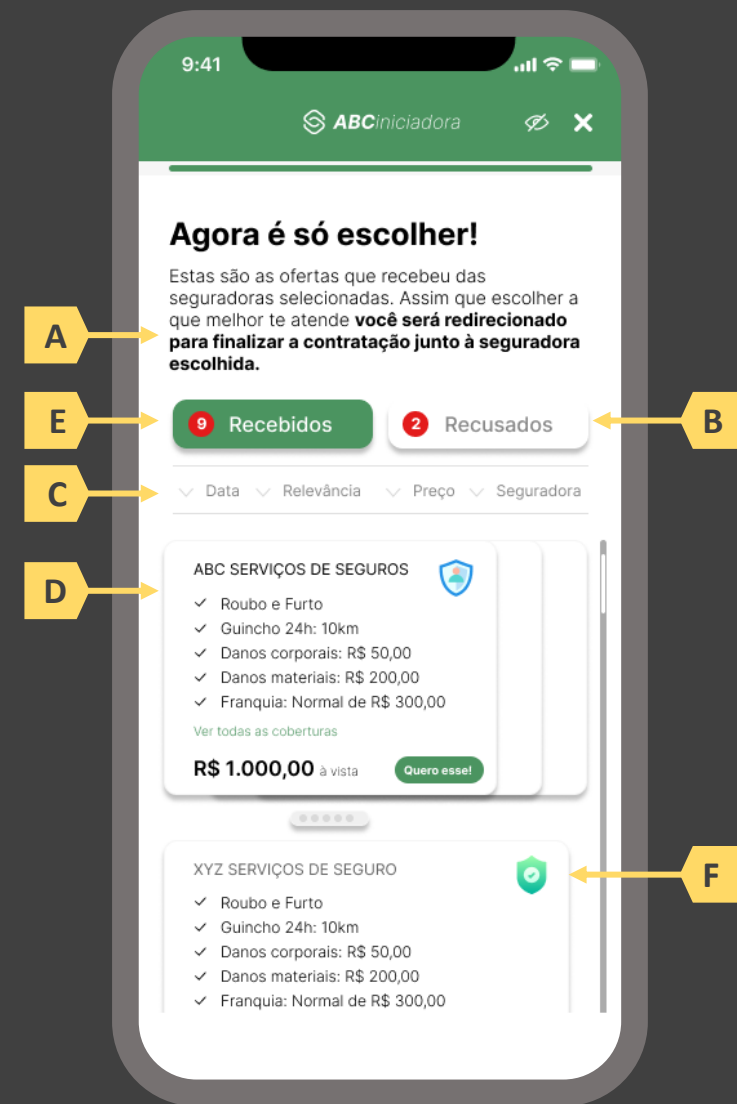 9:41
ABCiniciadora
Agora é só escolher!
Estas são as ofertas que recebeu das
seguradoras selecionadas. Assim que escolher a
que melhor te atende você será redirecionado
para finalizar a contratação junto à seguradora
escolhida.
A
E
9 Recebidos
2 Recusados
B
C
Data
Relevância
Preço
Seguradora
D
ABC SERVIÇOS DE SEGUROS
Roubo e Furto
Guincho 24h: 10km
Danos corporais: R$ 50,00
Danos materiais: R$ 200,00
Franquia: Normal de R$ 300,00
Ver todas as coberturas
R$ 1.000,00 à vista
Quero esse!
XYZ SERVIÇOS DE SEGURO
F
Roubo e Furto
Guincho 24h: 10km
Danos corporais: R$ 50,00
Danos materiais: R$ 200,00
Franquia: Normal de R$ 300,00